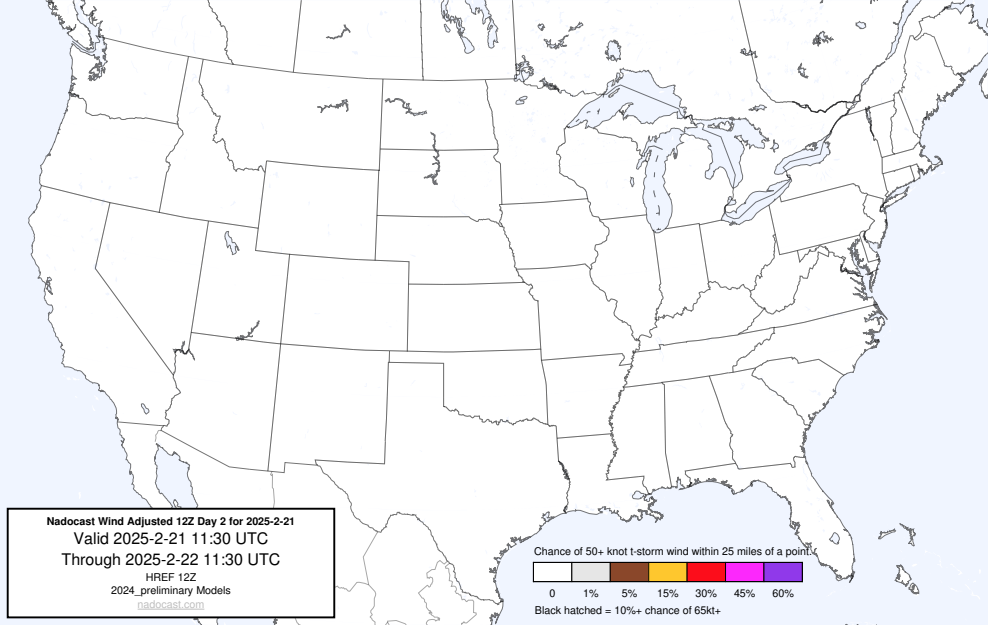 Nadocast Wind Adjusted 12Z Day 2 for 2025-2-21
Valid 2025-2-21 11:30 UTC
Through 2025-2-22 11:30 UTC
HREF 12Z
2024_preliminary Models
nadocast.com
Chance of 50+ knot t-storm wind within 25 miles of a point.
0 1% 5% 15% 30% 45% 60%
Black hatched = 10%+ chance of 65kt+